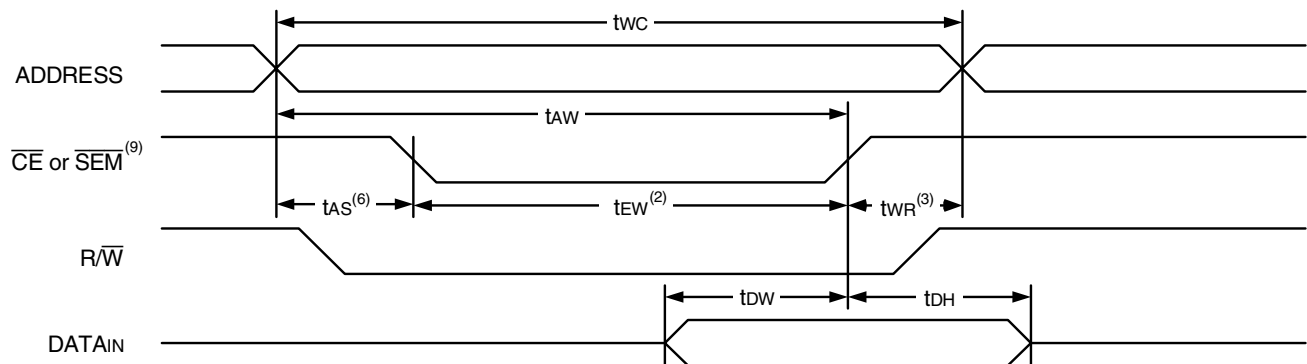 tWC
ADDRESS
tAW
CE or SEM(9)
tAS(6) tEW(2) tWR(3)
R/W
tDW tDH
DATAIN